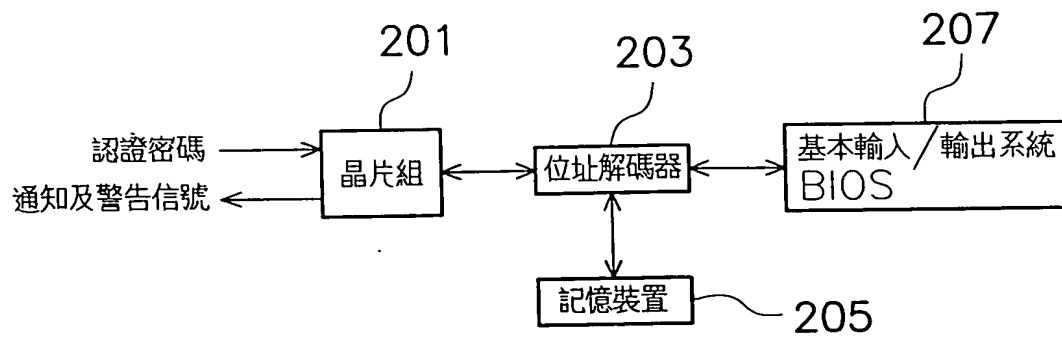 201
203
207
認證密碼
通知及警告信號
晶片組
位址解碼器
基本輸入/輸出系統
BIOS
記憶裝置
205